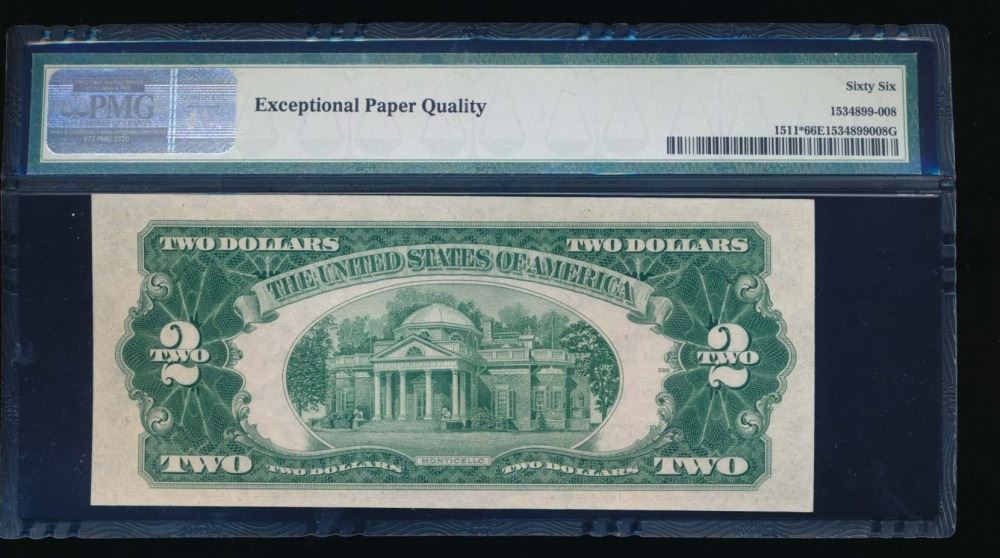 PMG
Exceptional Paper Quality
Sixty Six
1534899-008
1511*66E1534899008G
TWO DOLLARS TWO DOLLARS
THE UNITED STATES OF AMERICA
2 2
TWO TWO
398
MONTICELLO
TWO TWO DOLLARS TWO DOLLARS TWO